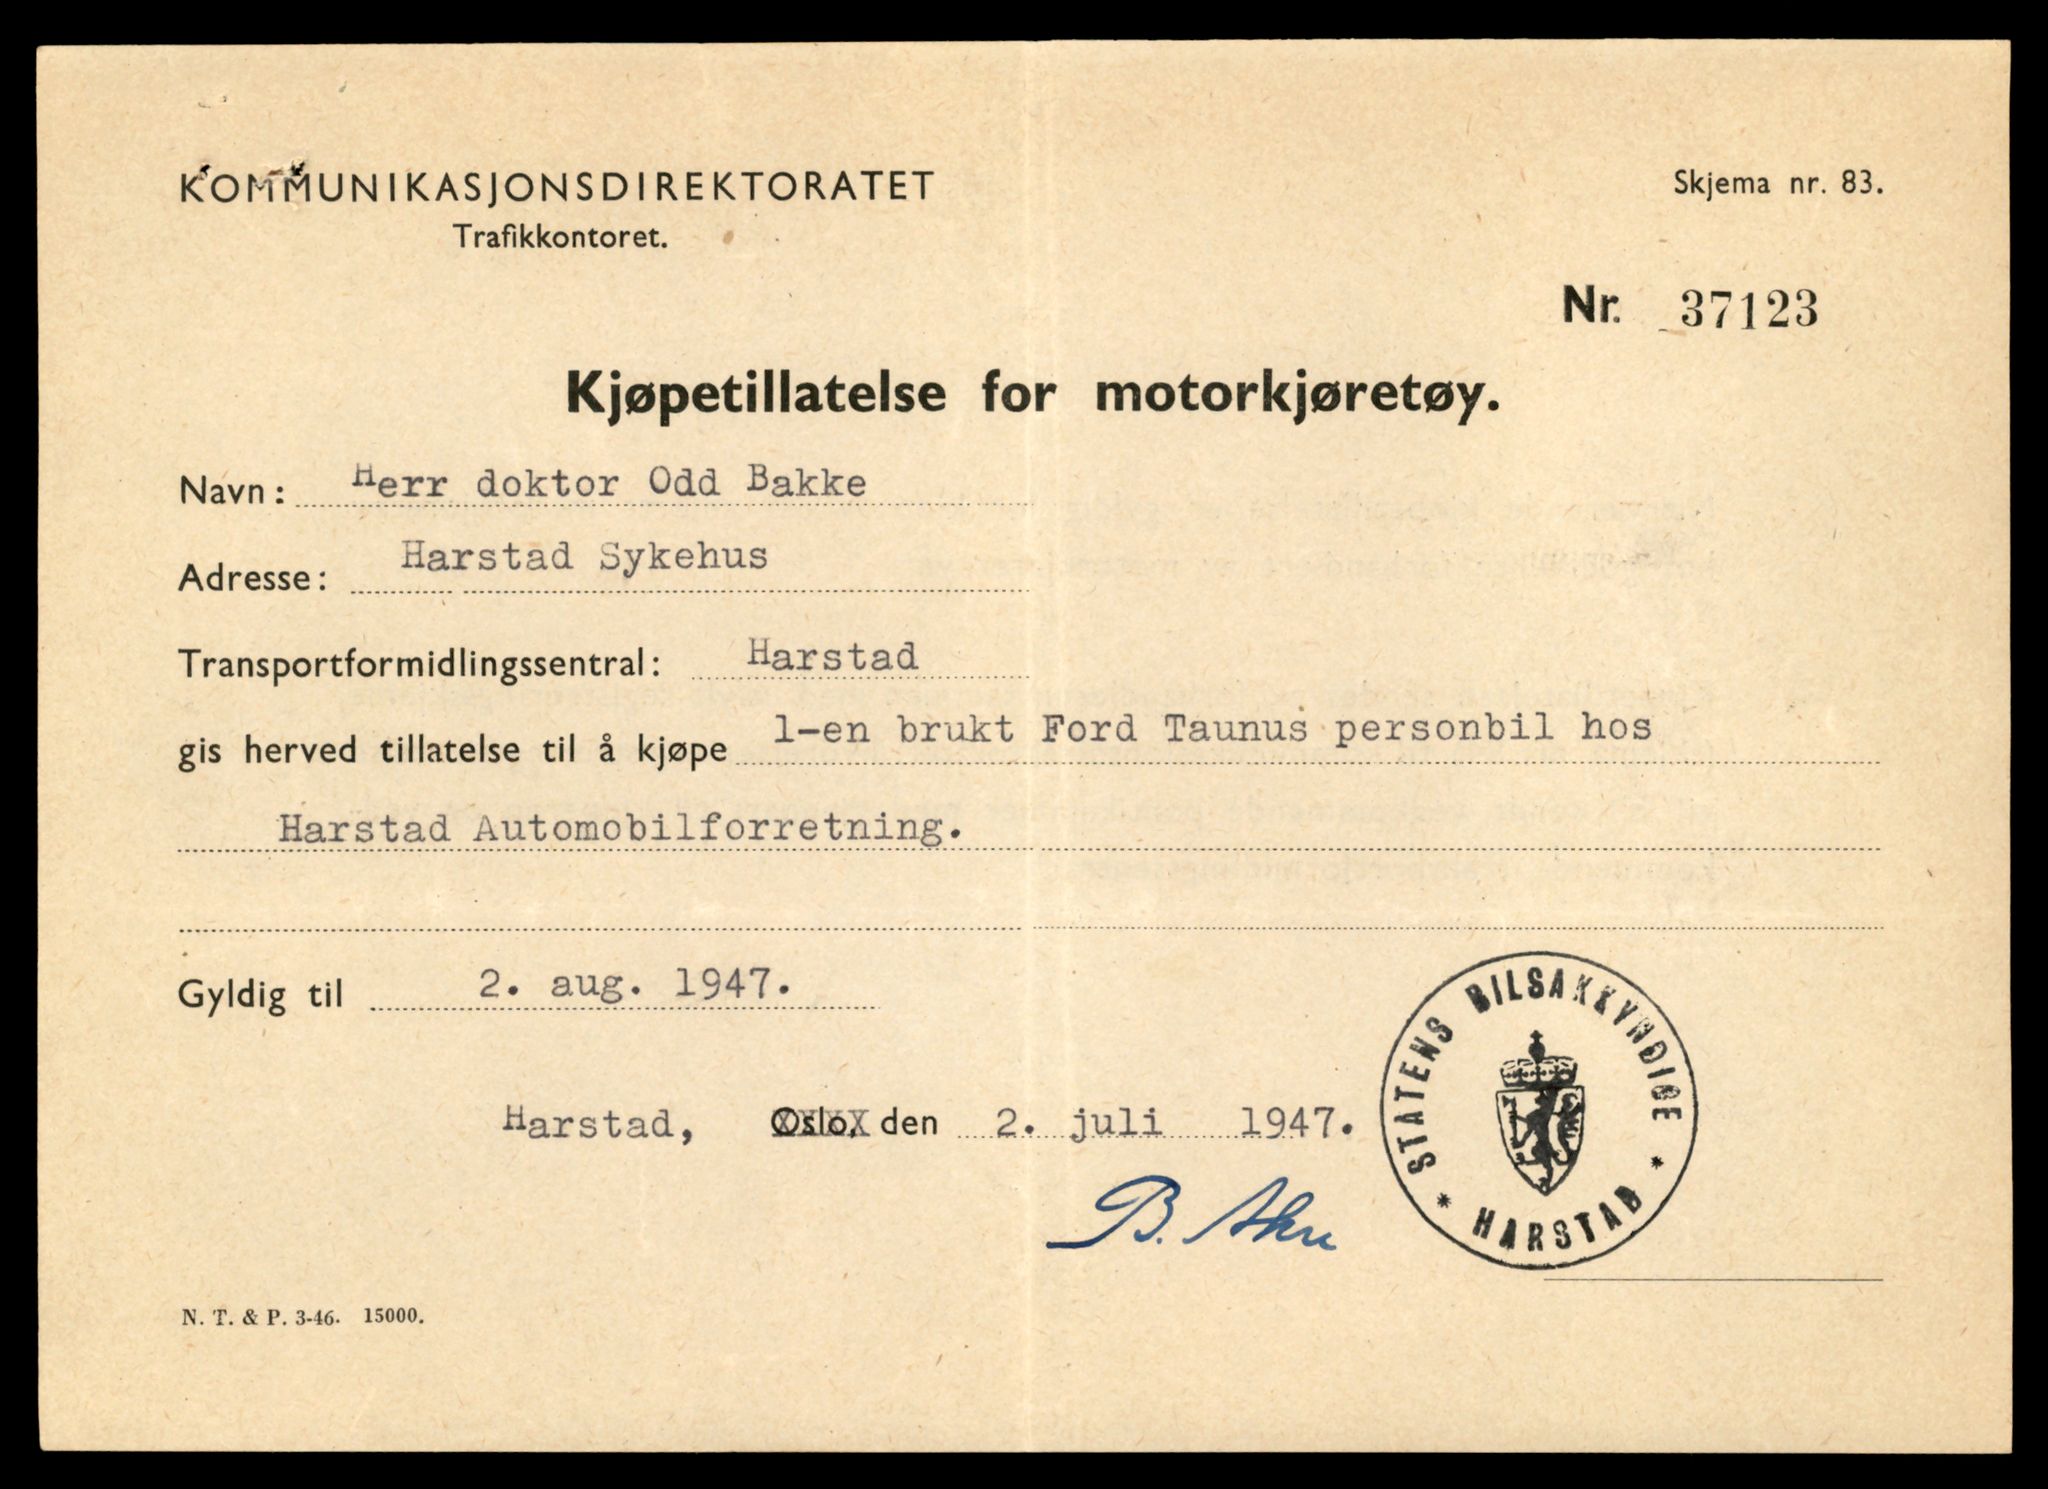 KOMMUNIKASJONSDIREKTORATET
Trafikkontoret.
Skjema nr. 83.
Nr. 37123
Kjøpetillatelse for motorkjøretøy.
Navn: Herr doktor Odd Bakke
Adresse: Harstad Sykehus
Transportformidlingssentral: Harstad
gis herved tillatelse til å kjøpe 1-en brukt Ford Taunus personbil hos
Harstad Automobilforretning.
Gyldig til 2. aug. 1947.
Harstad, Oslo, den 2. juli 1947.
B.
STATENS BILSAKKYNDIGE
* HARSTAD *
N. T. & P. 3-46. 15000.